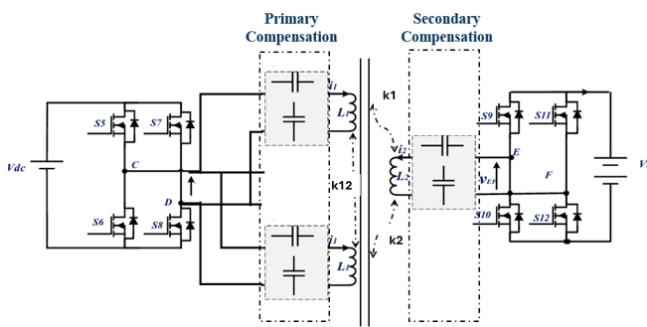 Primary
Compensation
Secondary
Compensation
i1
L1
k1
S5
S7
S9
S11
Vdc
C
E
i2
L2
k12
F
D
S6
S8
S10
S12
k2
i1
L1